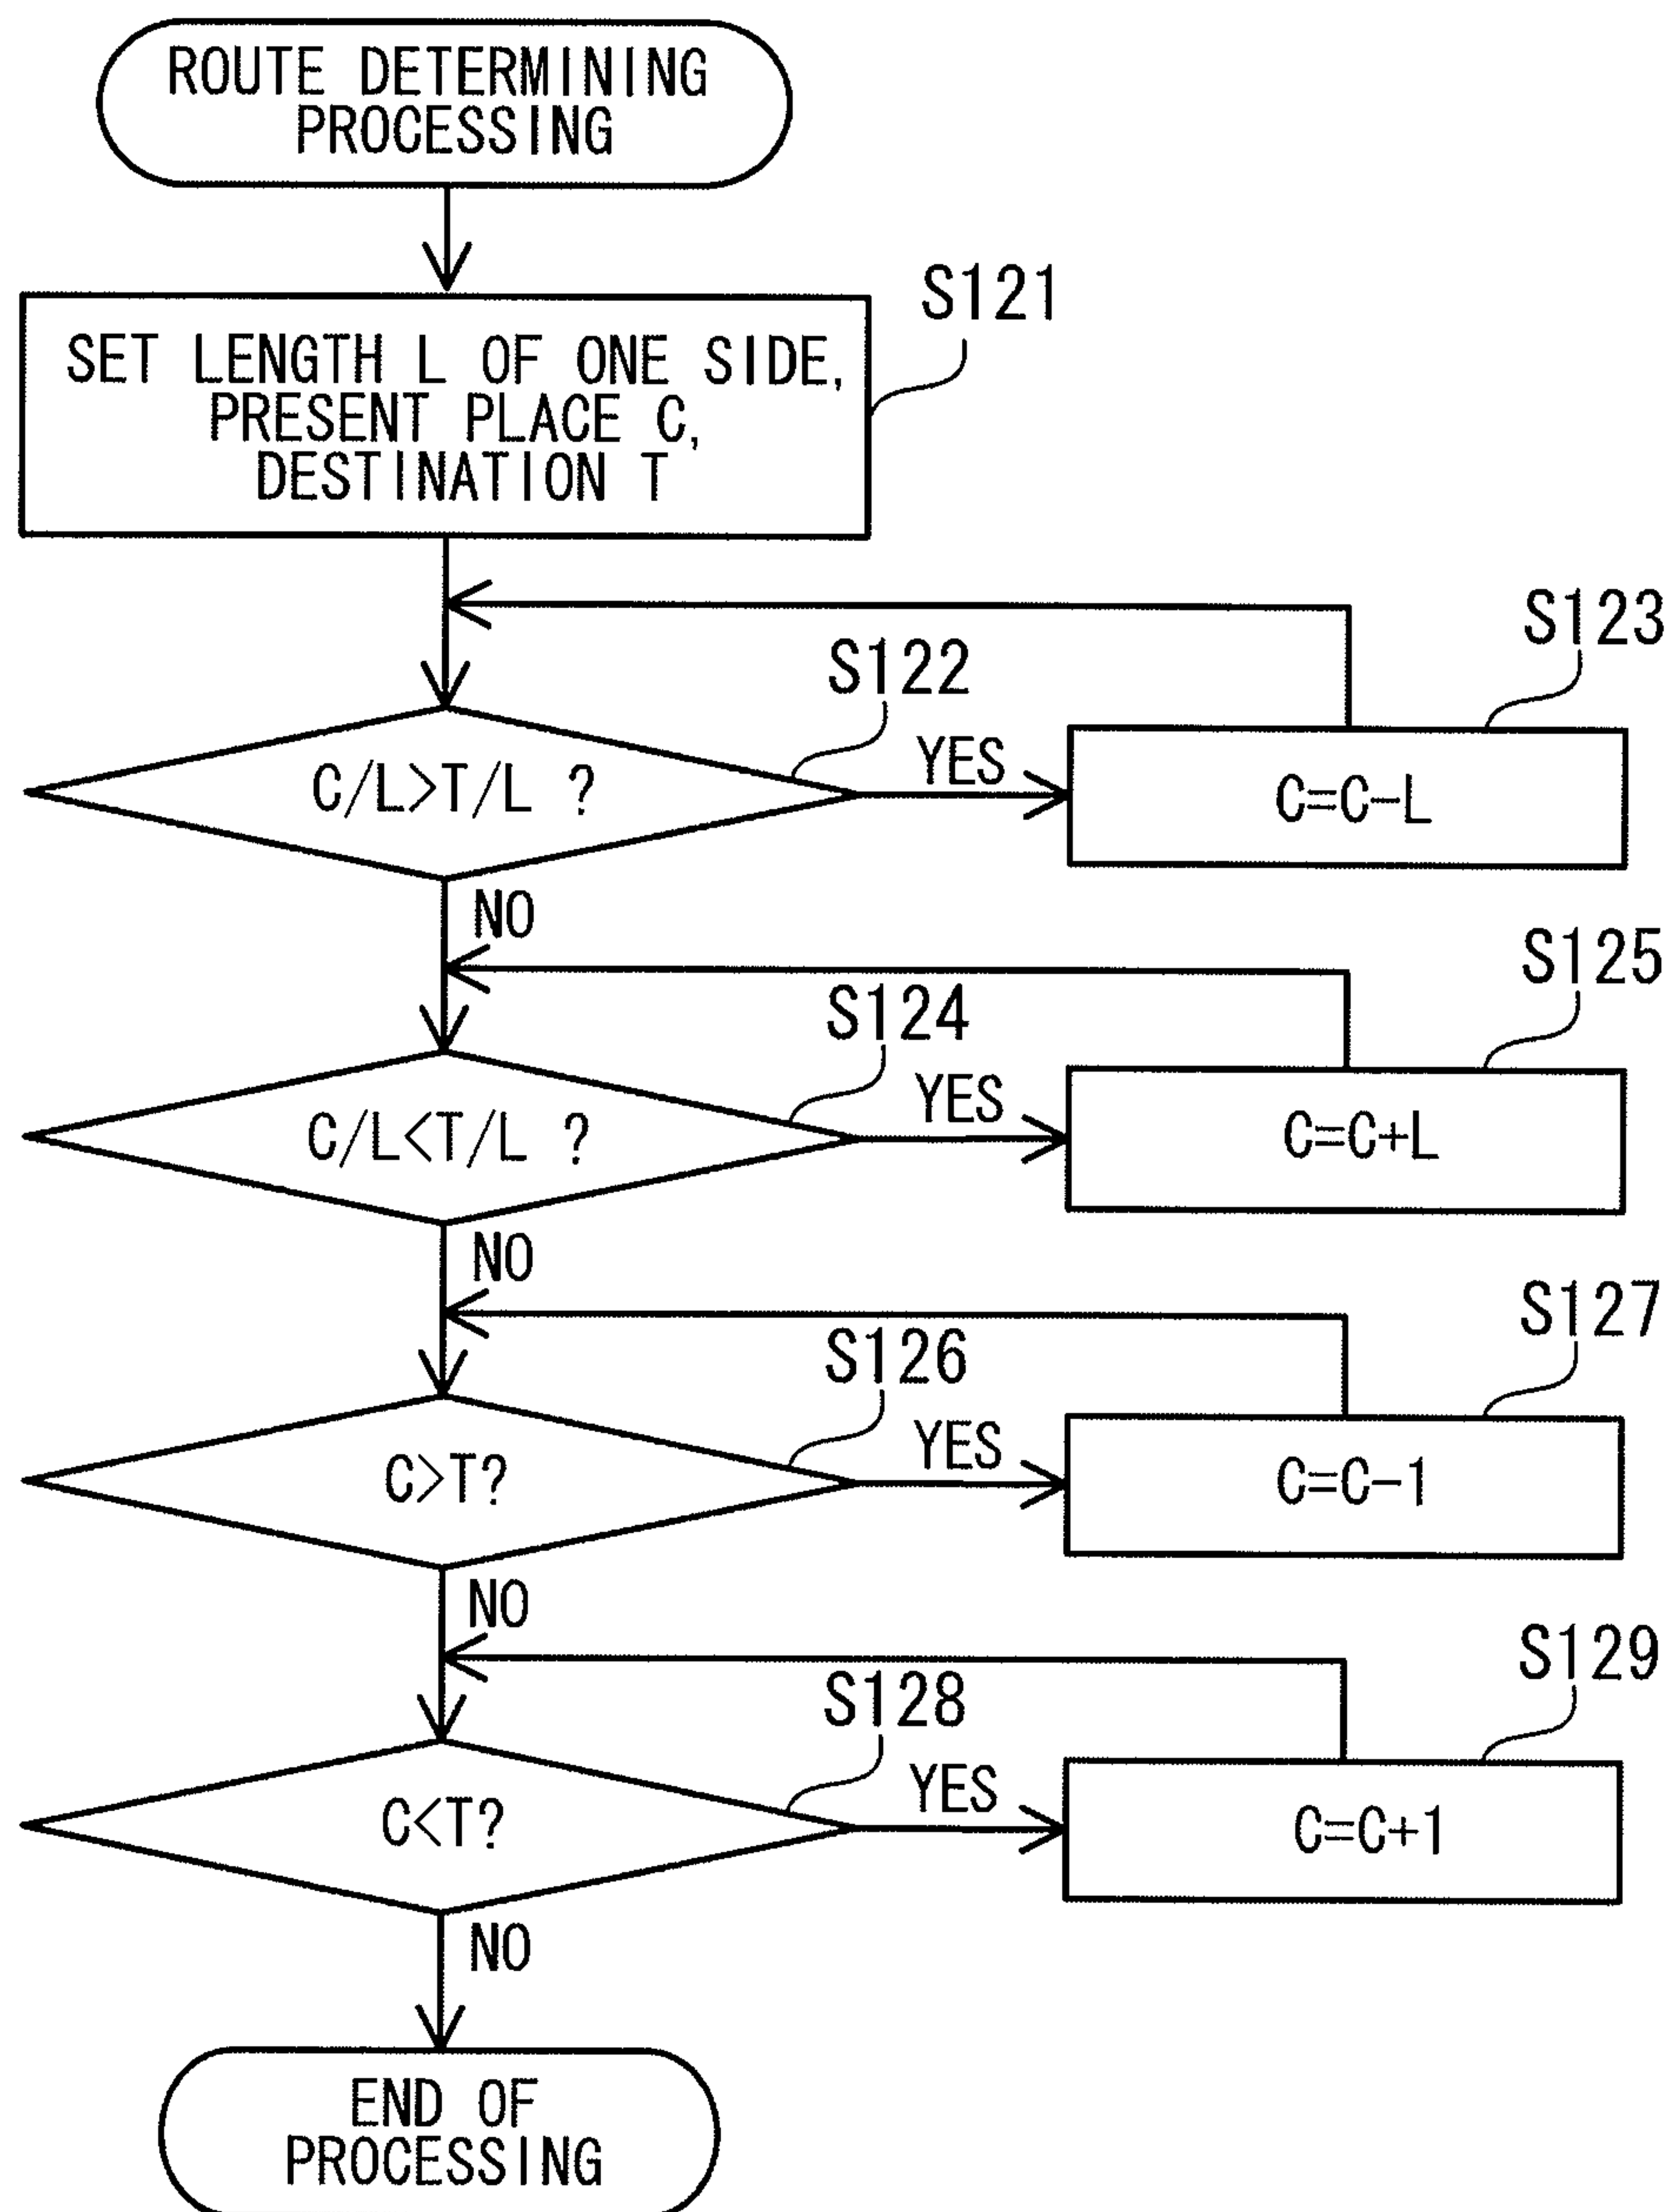 ROUTE DETERMINING
PROCESSING
S121
SET LENGTH L OF ONE SIDE,
PRESENT PLACE C,
DESTINATION T
S123
S122
C/L>T/L ?
YES
C=C-L
NO
S125
S124
C/L<T/L ?
YES
C=C+L
NO
S127
S126
C>T?
YES
C=C-1
NO
S129
S128
C<T?
YES
C=C+1
NO
END OF
PROCESSING